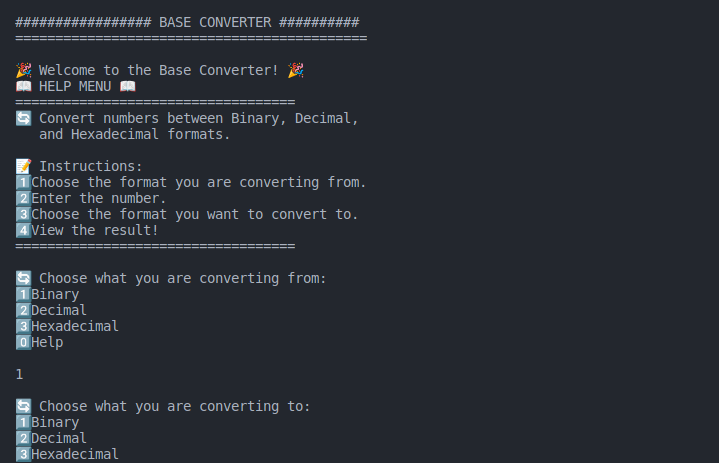 ################# BASE CONVERTER ##########
============================================
🎉 Welcome to the Base Converter! 🎉
📖 HELP MENU 📖
===================================
🔄 Convert numbers between Binary, Decimal,
and Hexadecimal formats.
📝 Instructions:
1️⃣Choose the format you are converting from.
2️⃣Enter the number.
3️⃣Choose the format you want to convert to.
4️⃣View the result!
===================================
🔄 Choose what you are converting from:
1️⃣Binary
2️⃣Decimal
3️⃣Hexadecimal
0️⃣Help
1
🔄 Choose what you are converting to:
1️⃣Binary
2️⃣Decimal
3️⃣Hexadecimal